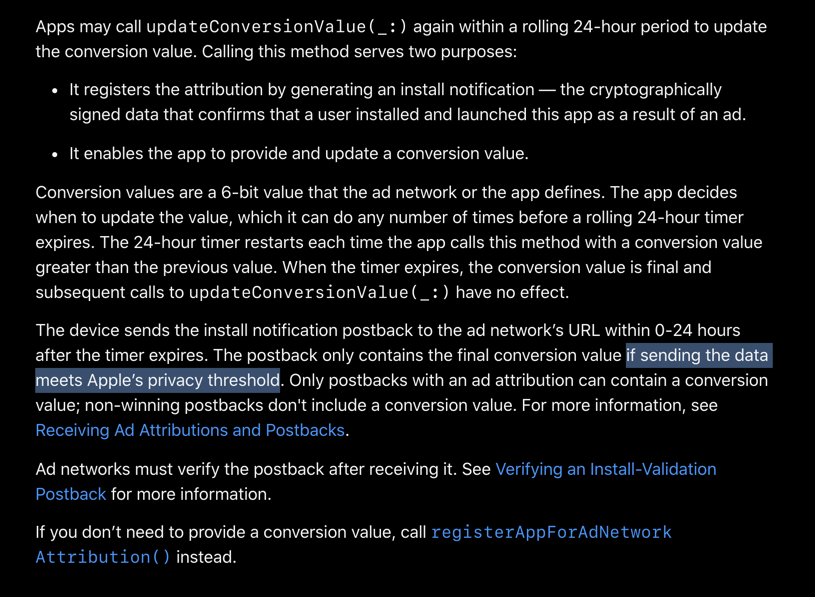 Apps may call updateConversionValue(_:) again within a rolling 24-hour period to update
the conversion value. Calling this method serves two purposes:
• It registers the attribution by generating an install notification — the cryptographically
signed data that confirms that a user installed and launched this app as a result of an ad.
• It enables the app to provide and update a conversion value.
Conversion values are a 6-bit value that the ad network or the app defines. The app decides
when to update the value, which it can do any number of times before a rolling 24-hour timer
expires. The 24-hour timer restarts each time the app calls this method with a conversion value
greater than the previous value. When the timer expires, the conversion value is final and
subsequent calls to updateConversionValue(_:) have no effect.
The device sends the install notification postback to the ad network’s URL within 0-24 hours
after the timer expires. The postback only contains the final conversion value if sending the data
meets Apple’s privacy threshold. Only postbacks with an ad attribution can contain a conversion
value; non-winning postbacks don't include a conversion value. For more information, see
Receiving Ad Attributions and Postbacks.
Ad networks must verify the postback after receiving it. See Verifying an Install-Validation
Postback for more information.
If you don’t need to provide a conversion value, call registerAppForAdNetwork
Attribution() instead.